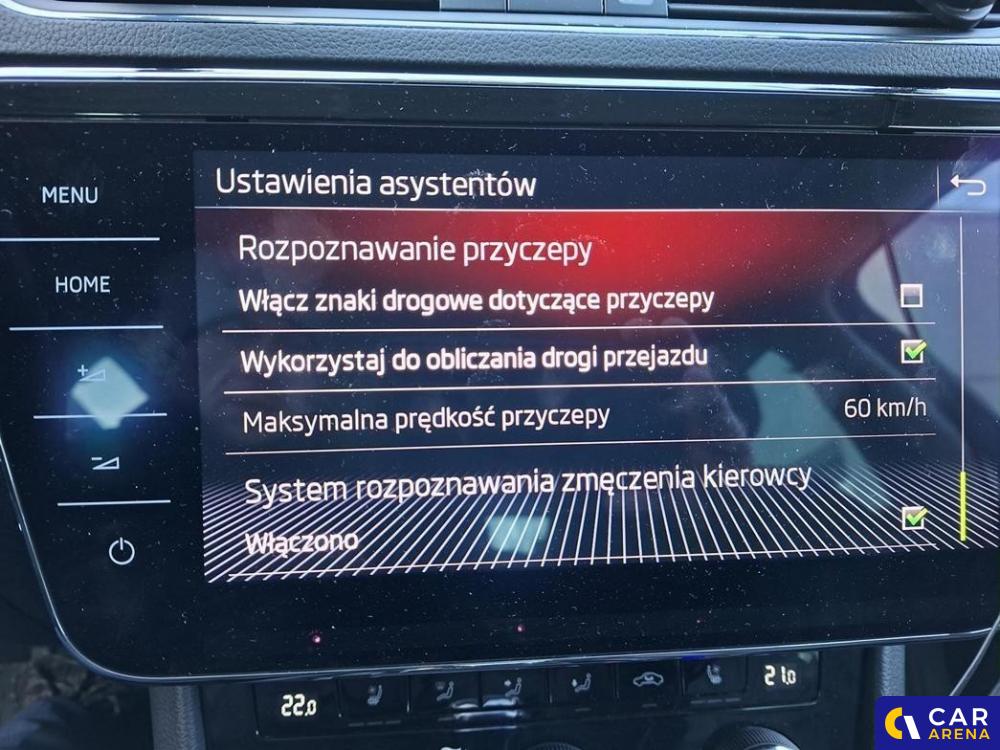 Ustawienia asystentów
MENU
Rozpoznawanie przyczepy
HOME
Włącz znaki drogowe dotyczące przyczepy
Wykorzystaj do obliczania drogi przejazdu
Maksymalna prędkość przyczepy 60 km/h
System rozpoznawania zmęczenia kierowcy
Włączono
22.0
21.0
CAR
ARENA